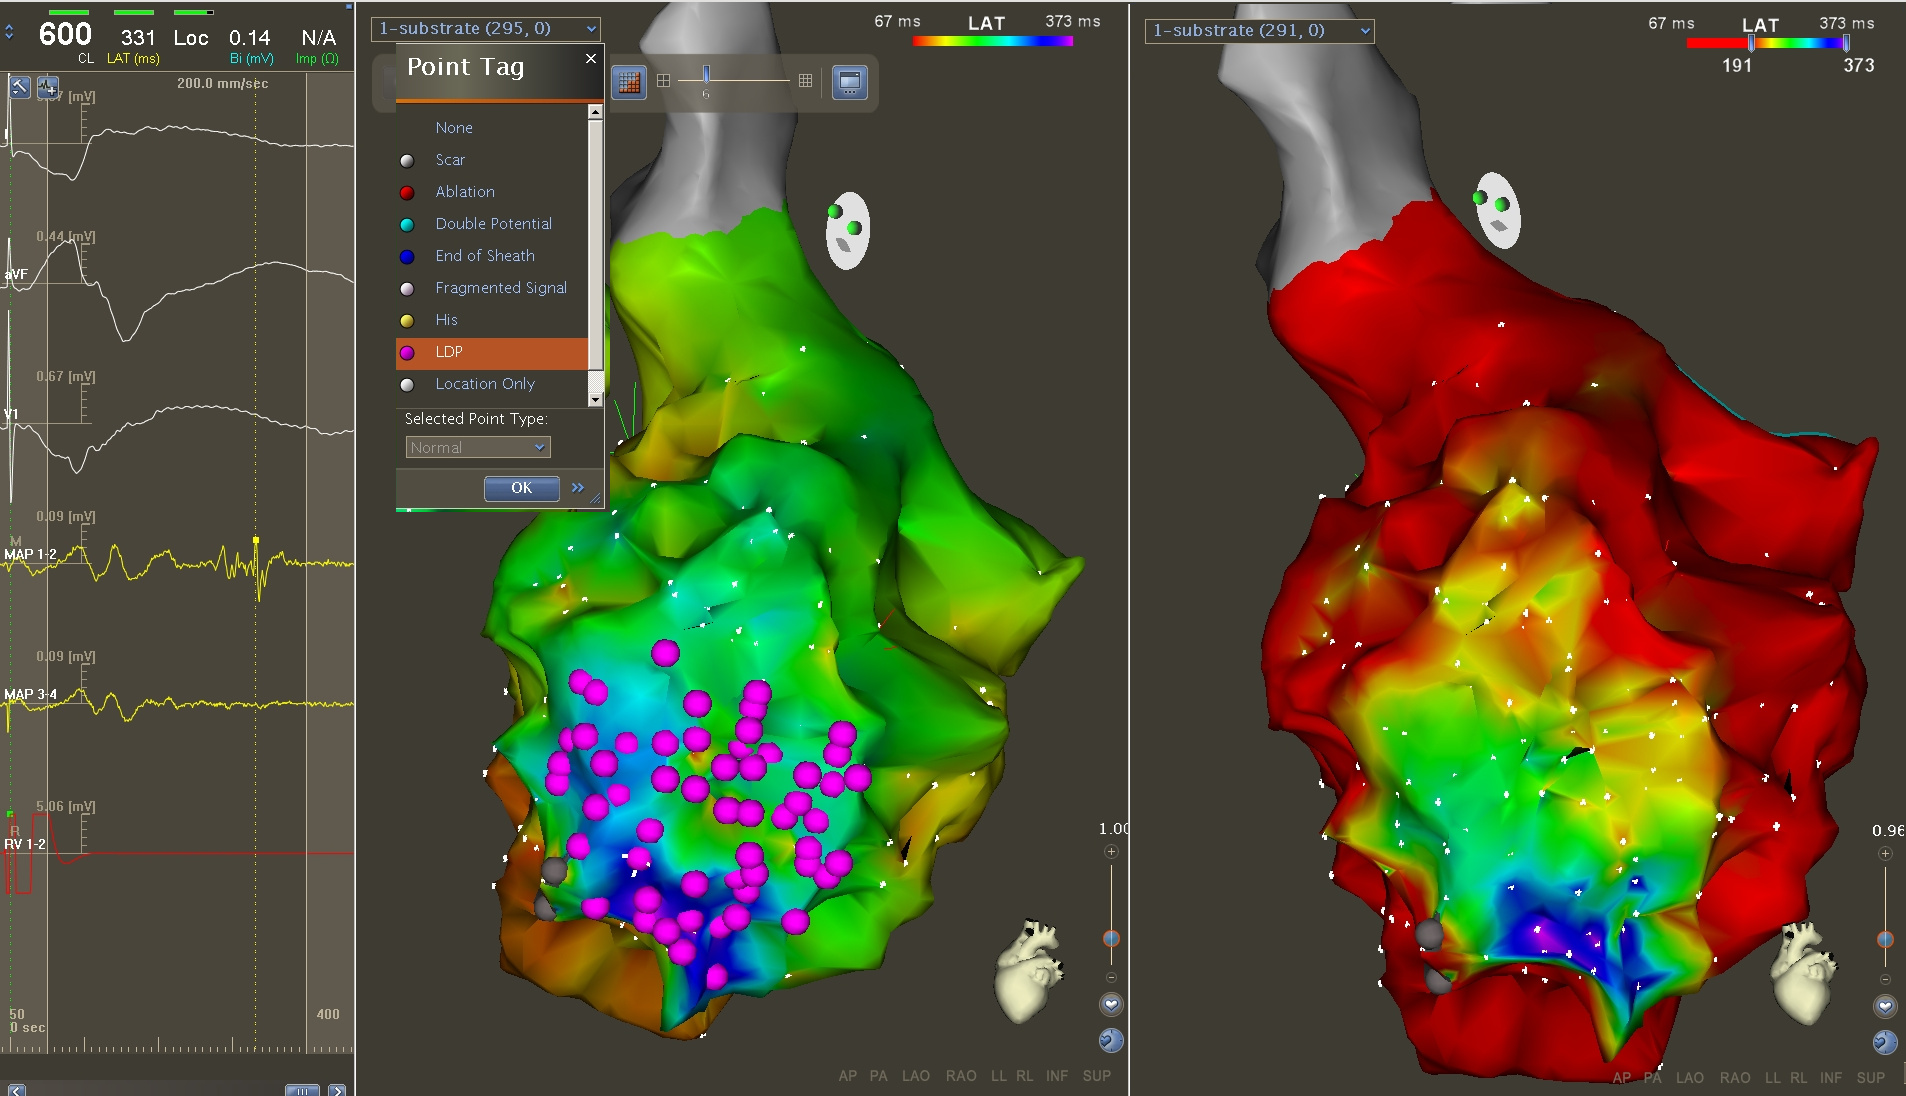 600 331 Loc 0.14 N/A
CL LAT (ms) Bi (mV) Imp (Ω)
200.0 mm/sec
[mV]
I
0.44 [mV]
aVF
0.67 [mV]
V1
0.09 [mV]
M
MAP 1-2
0.09 [mV]
MAP 3-4
5.06 [mV]
R
RV 1-2
50 400
0 sec
1-substrate (295, 0)
67 ms LAT 373 ms
Point Tag
6
None
Scar
Ablation
Double Potential
End of Sheath
Fragmented Signal
His
LDP
Location Only
Selected Point Type:
Normal
OK
1.00
AP PA LAO RAO LL RL INF SUP
1-substrate (291, 0)
67 ms LAT 373 ms
191 373
0.96
AP PA LAO RAO LL RL INF SUP